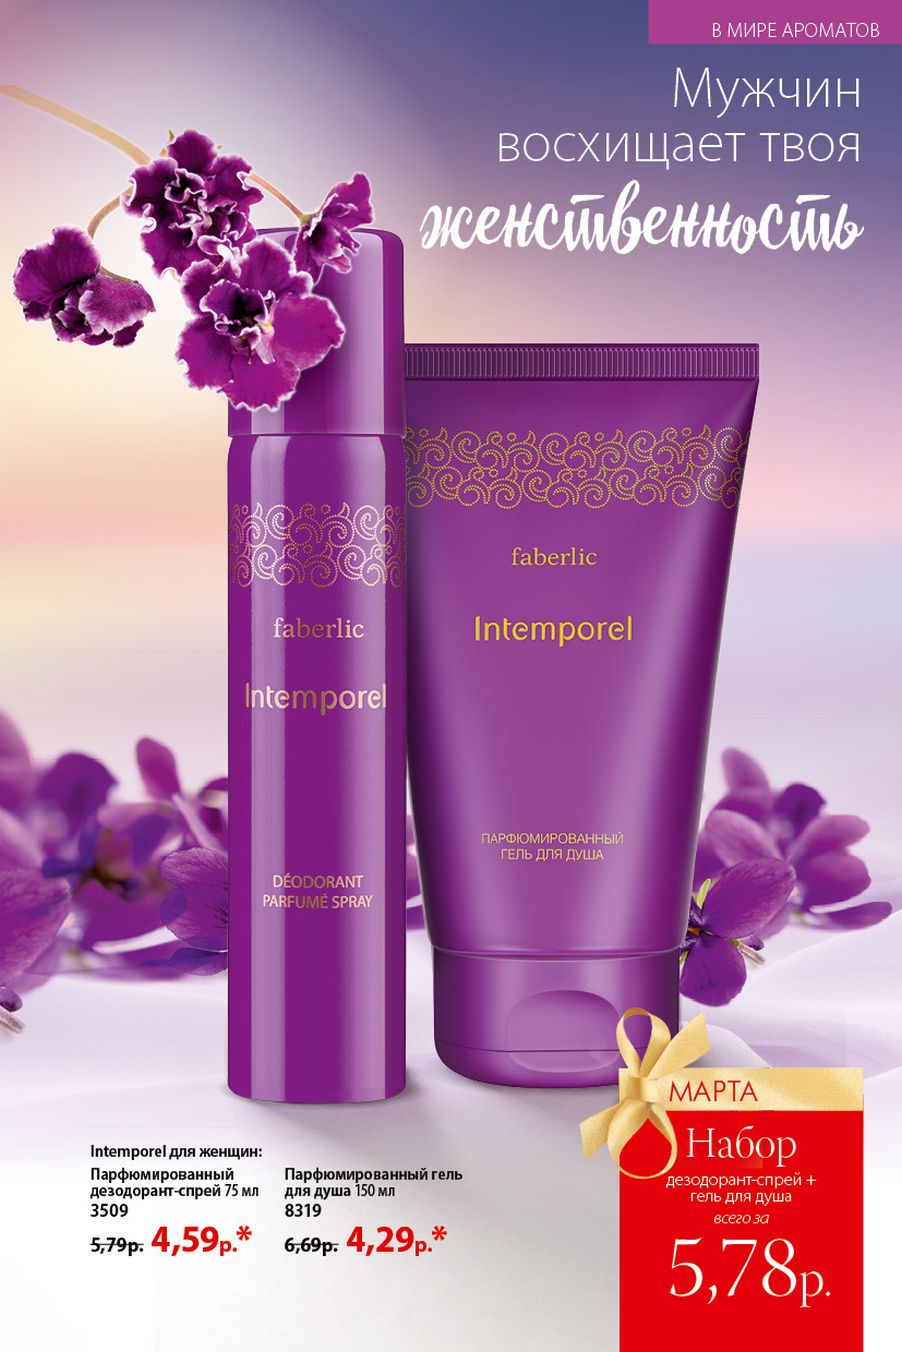 В МИРЕ АРОМАТОВ
Мужчин
восхищает твоя
женственность
faberlic
Intemporel
DÉODORANT
PARFUMÉ SPRAY
faberlic
Intemporel
ПАРФЮМИРОВАННЫЙ
ГЕЛЬ ДЛЯ ДУША
Intemporel для женщин:
Парфюмированный
дезодорант-спрей 75 мл
3509
5,79р. 4,59р.*
Парфюмированный гель
для душа 150 мл
8319
6,69р. 4,29р.*
МАРТА
Набор
дезодорант-спрей +
гель для душа
всего за
5,78р.